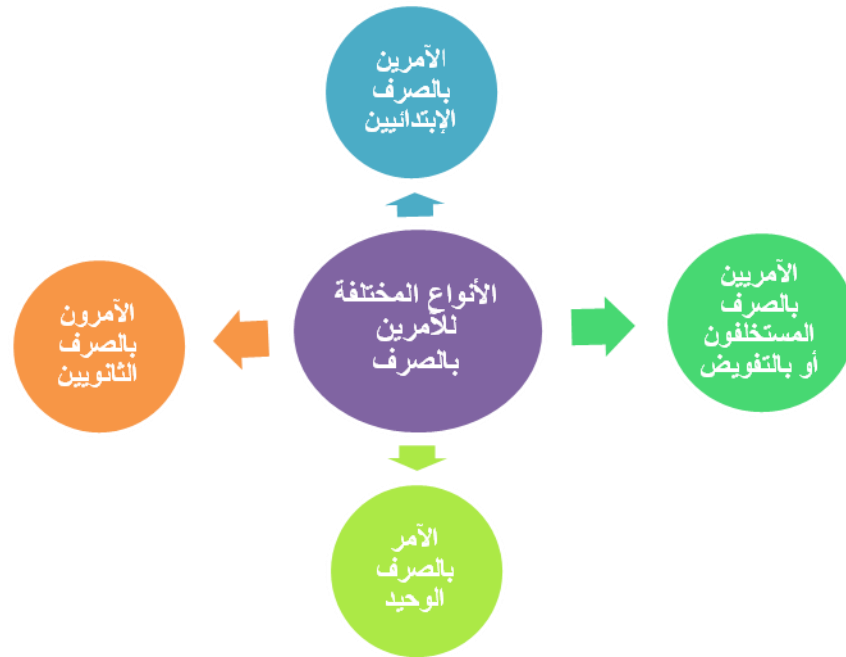 الآمرين
بالصرف
الإبتدائيين
الأنواع المختلفة
للآمرين
بالصرف
الآمريين
بالصرف
المستخلفون
أو بالتفويض
الآمرون
بالصرف
الثانويين
الآمر
بالصرف
الوحيد